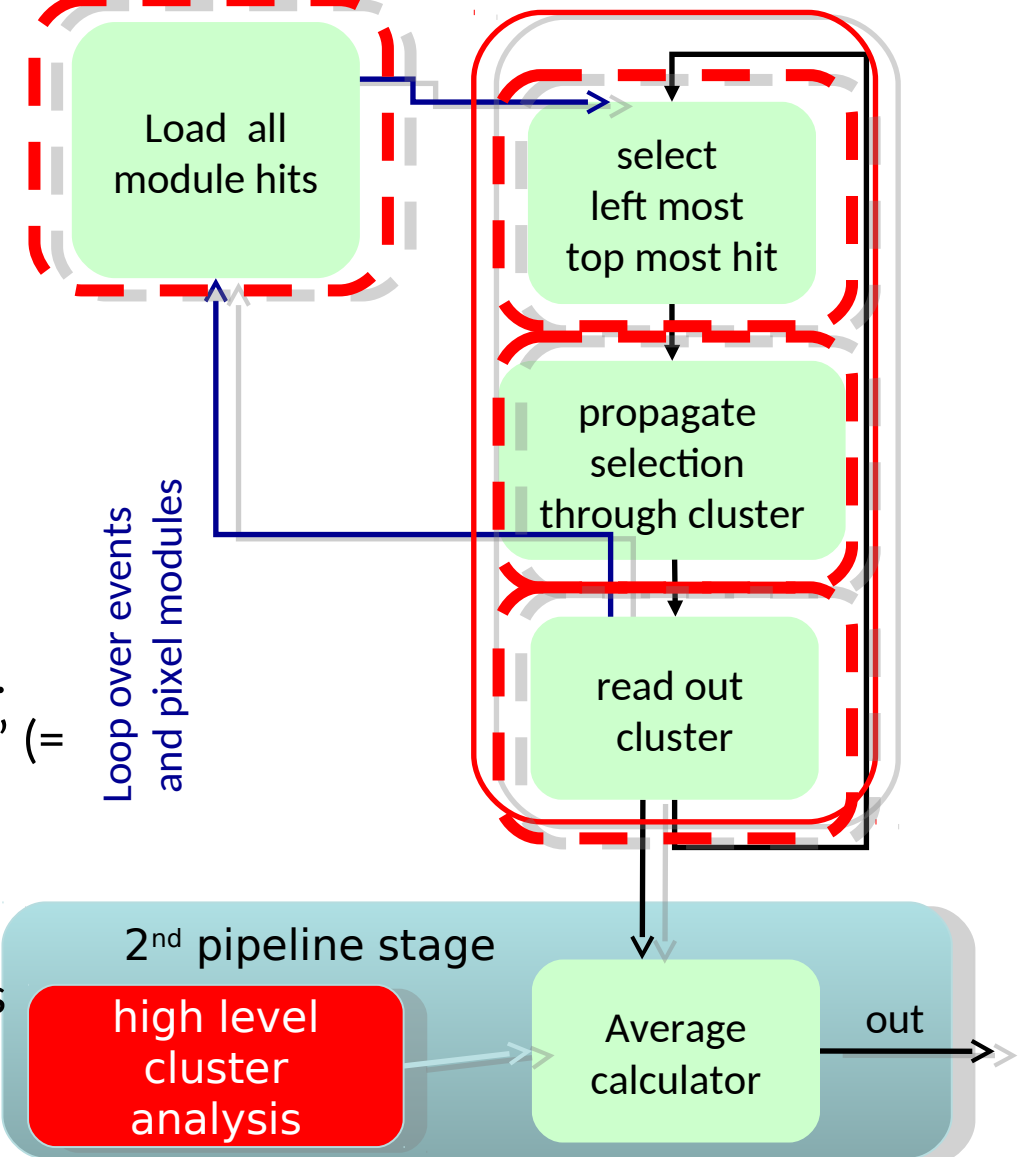 Load all
module hits
select
left most
top most hit
propagate
selection
through cluster
read out
cluster
Loop over events
and pixel modules
.
” (=
s
2nd pipeline stage
high level
cluster
analysis
Average
calculator
out